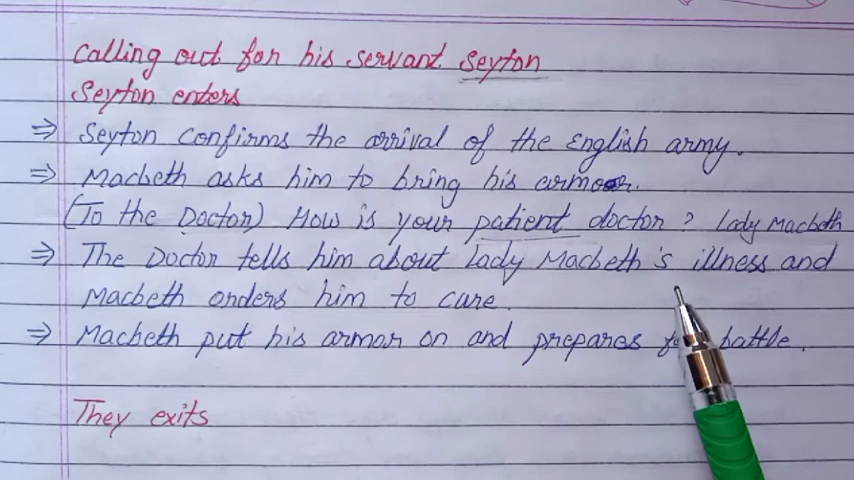 Calling out for his servant Seyton
Seyton enters
⇒ Seyton confirms the arrival of the English army.
⇒ Macbeth asks him to bring his armour.
(To the Doctor) How is your patient doctor? Lady Macbeth
⇒ The Doctor tells him about Lady Macbeth's illness and
Macbeth orders him to cure.
⇒ Macbeth put his armor on and prepares battle.
They exits